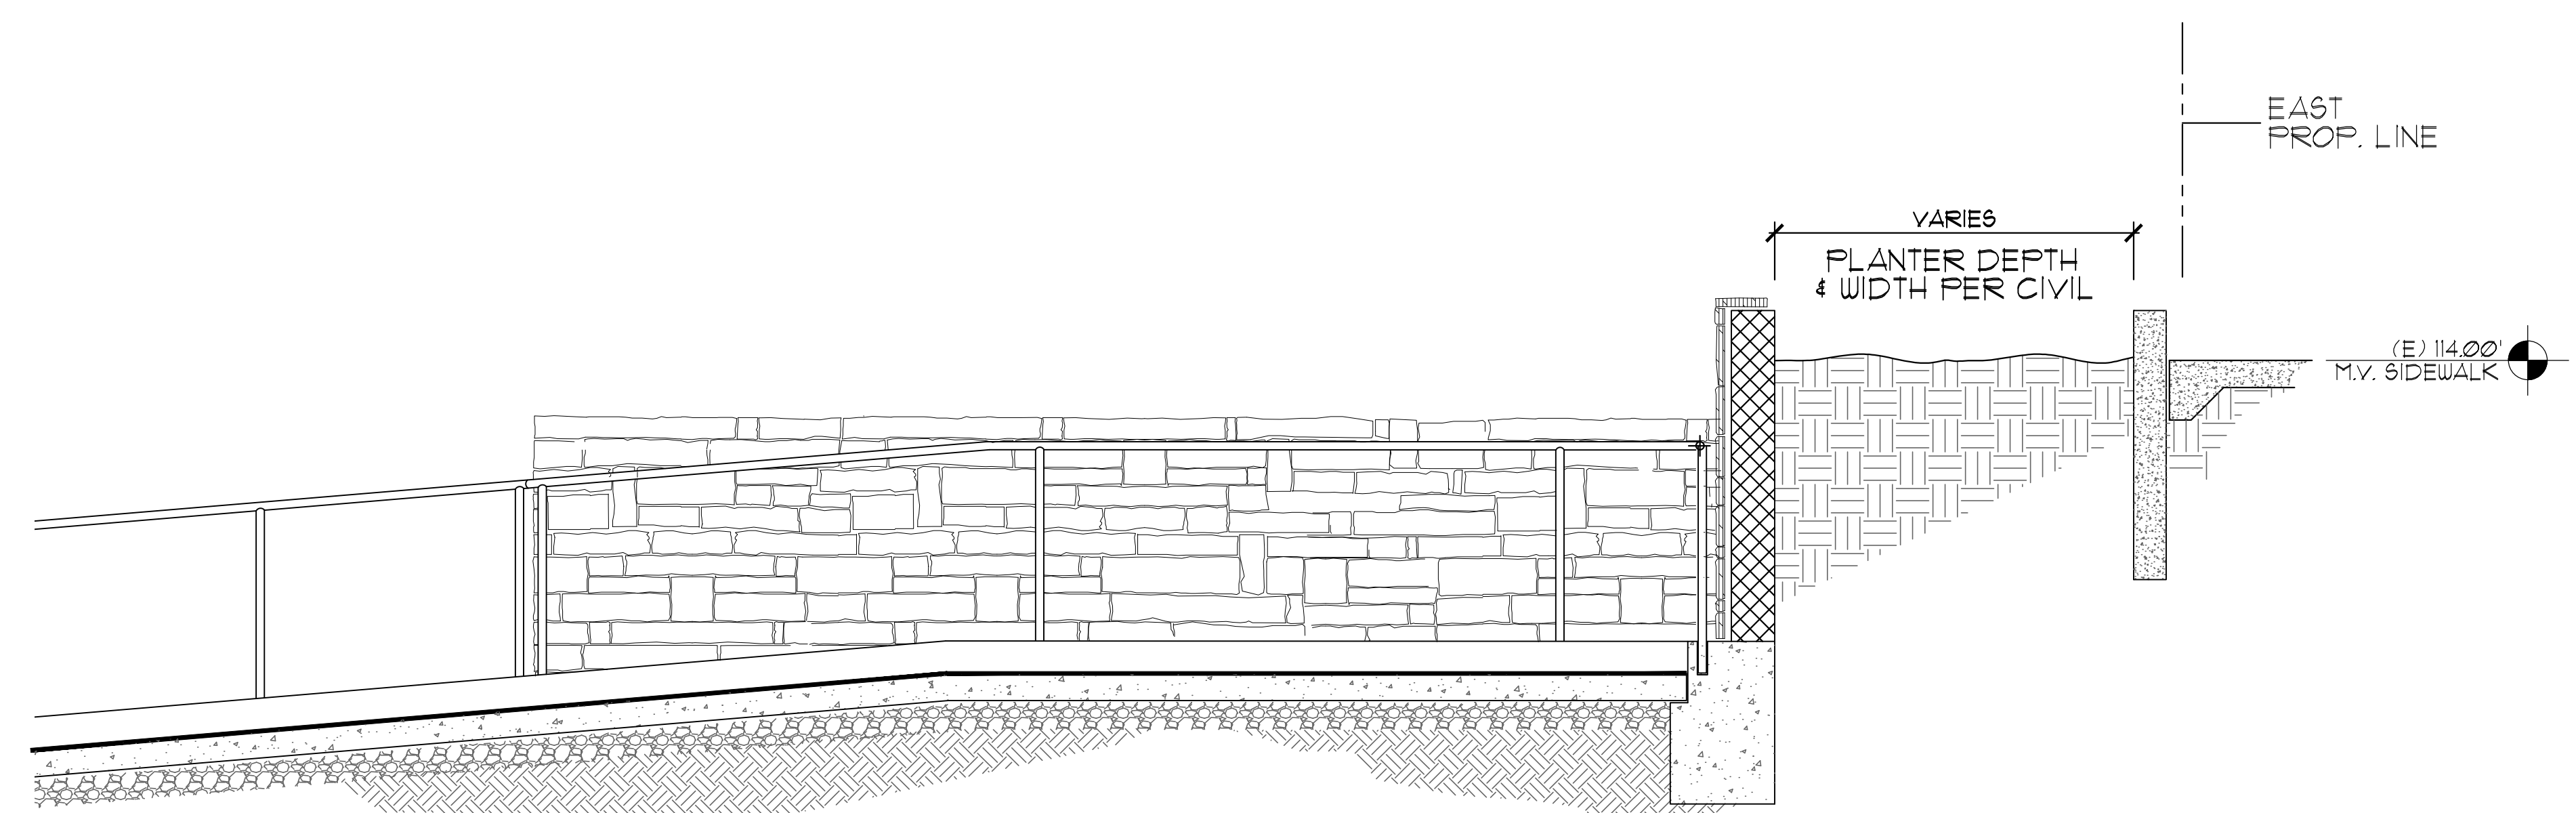 EAST
PROP. LINE
VARIES
PLANTER DEPTH
& WIDTH PER CIVIL
(E) 114.00'
M.V. SIDEWALK